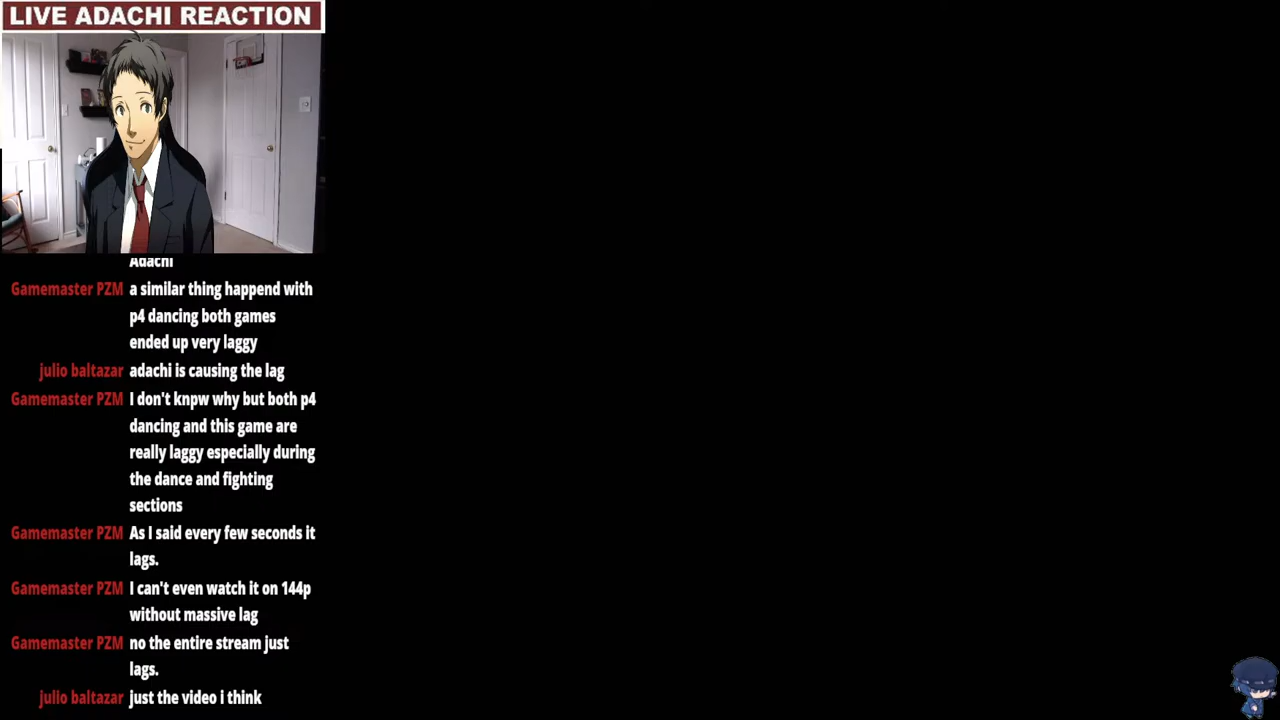 LIVE ADACHI REACTION
Adachi
Gamemaster PZM a similar thing happend with
p4 dancing both games
ended up very laggy
julio baltazar adachi is causing the lag
Gamemaster PZM I don't knpw why but both p4
dancing and this game are
really laggy especially during
the dance and fighting
sections
Gamemaster PZM As I said every few seconds it
lags.
Gamemaster PZM I can't even watch it on 144p
without massive lag
Gamemaster PZM no the entire stream just
lags.
julio baltazar just the video i think